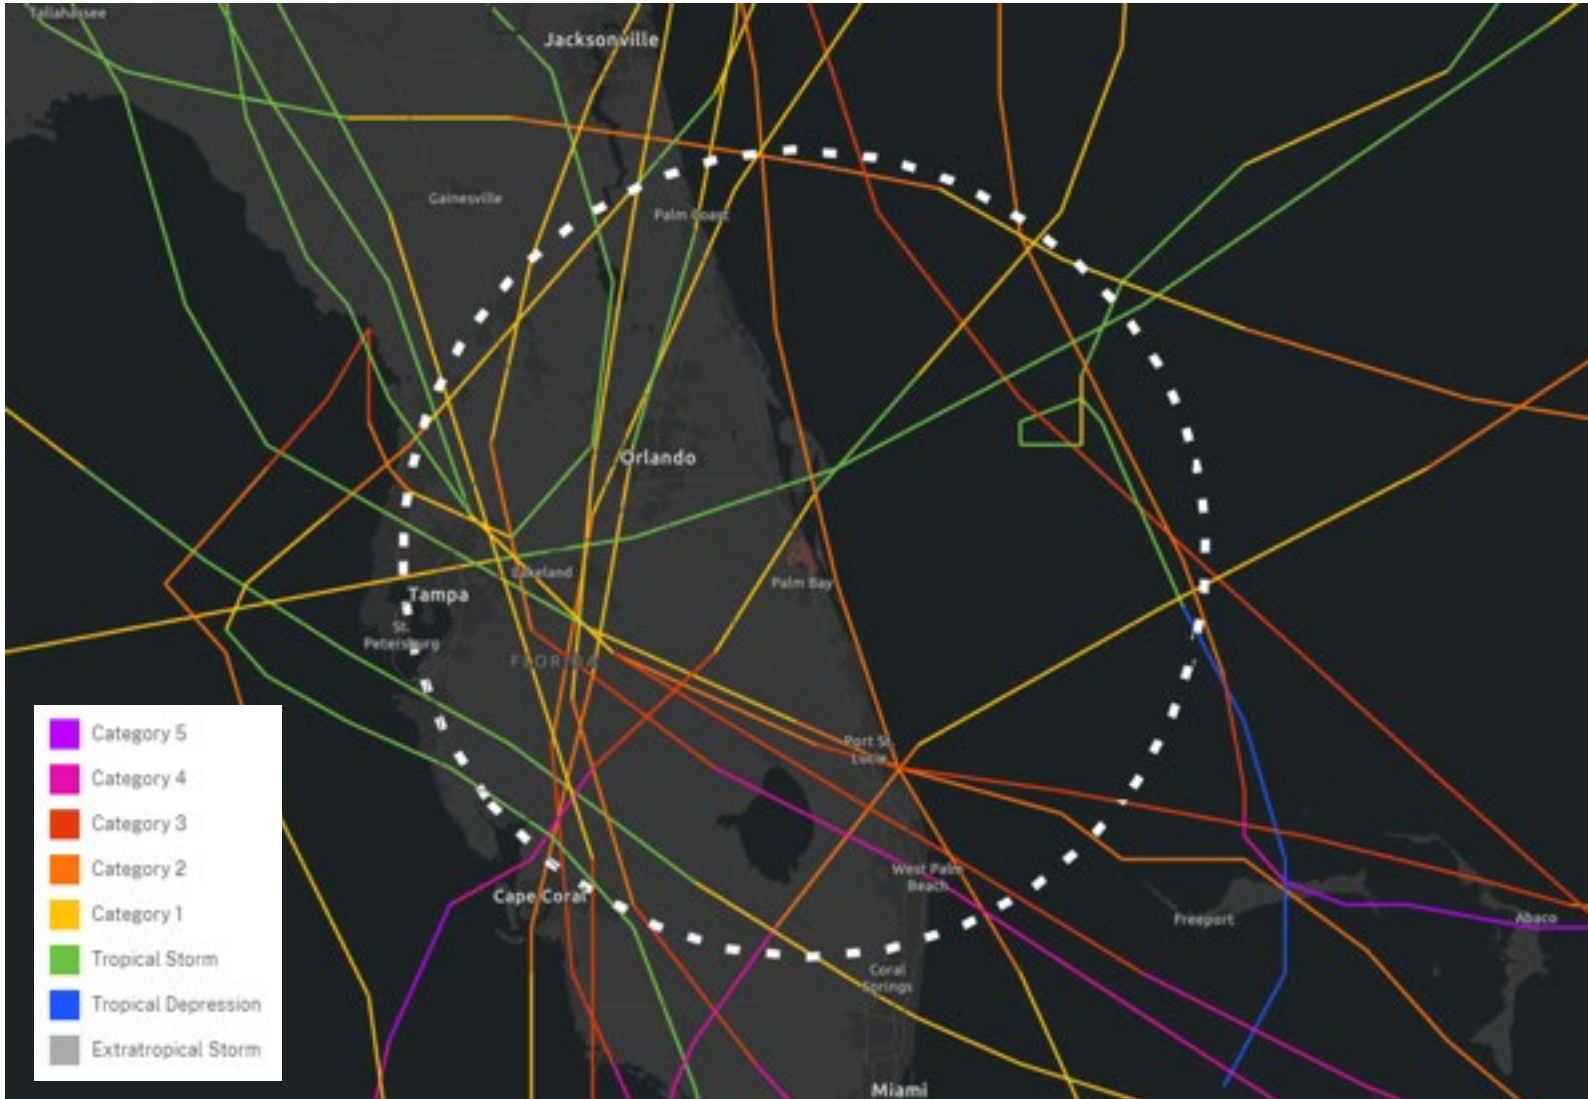 Tallahassee
Jacksonville
Gainesville
Palm Coast
Orlando
Lakeland
Palm Bay
Tampa
St.
Petersburg
FLORIDA
Port St.
Lucie
West Palm
Beach
Cape Coral
Freeport
Abaco
Coral
Springs
Miami
Category 5
Category 4
Category 3
Category 2
Category 1
Tropical Storm
Tropical Depression
Extratropical Storm